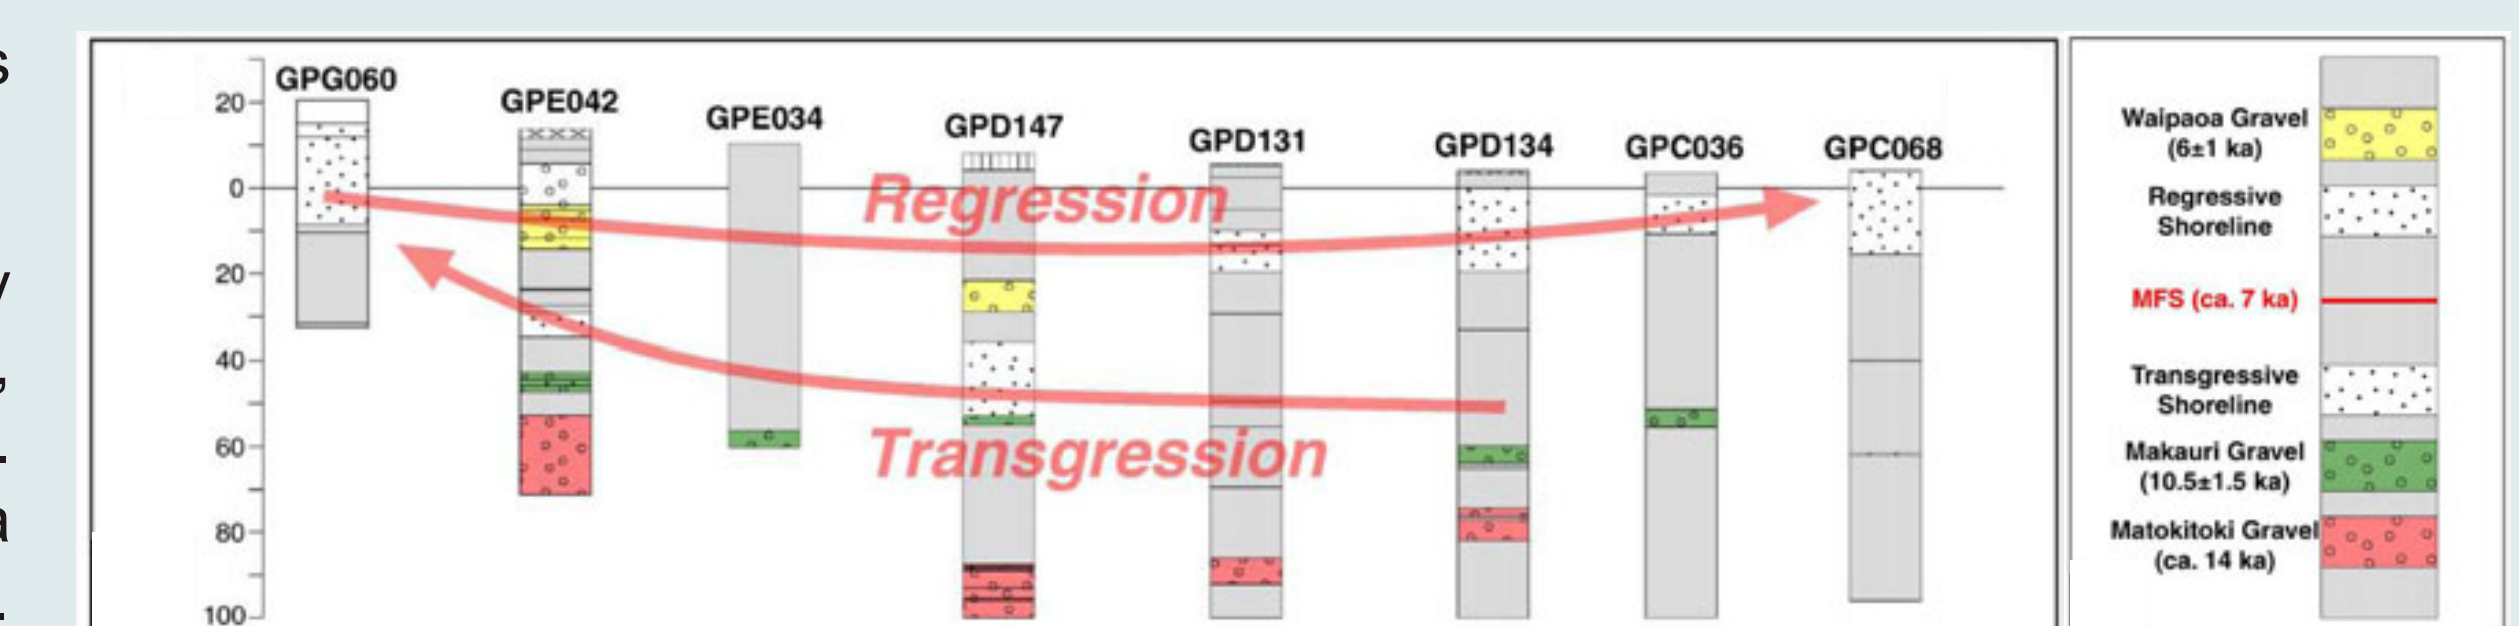 s
y
,
-
a
.
GPG060
GPE042
GPE034
GPD147
GPD131
GPD134
GPC036
GPC068
20
0
20
40
60
80
100
Regression
Transgression
Waipaoa Gravel
(6±1 ka)
Regressive
Shoreline
MFS (ca. 7 ka)
Transgressive
Shoreline
Makauri Gravel
(10.5±1.5 ka)
Matokitoki Gravel
(ca. 14 ka)